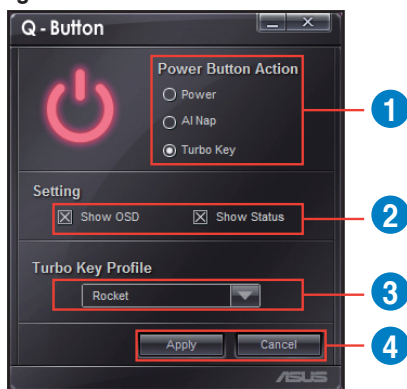 Q - Button
Power Button Action
Power
AI Nap
Turbo Key
1
Setting
Show OSD Show Status
2
Turbo Key Profile
Rocket
3
Apply Cancel
4
ASUS